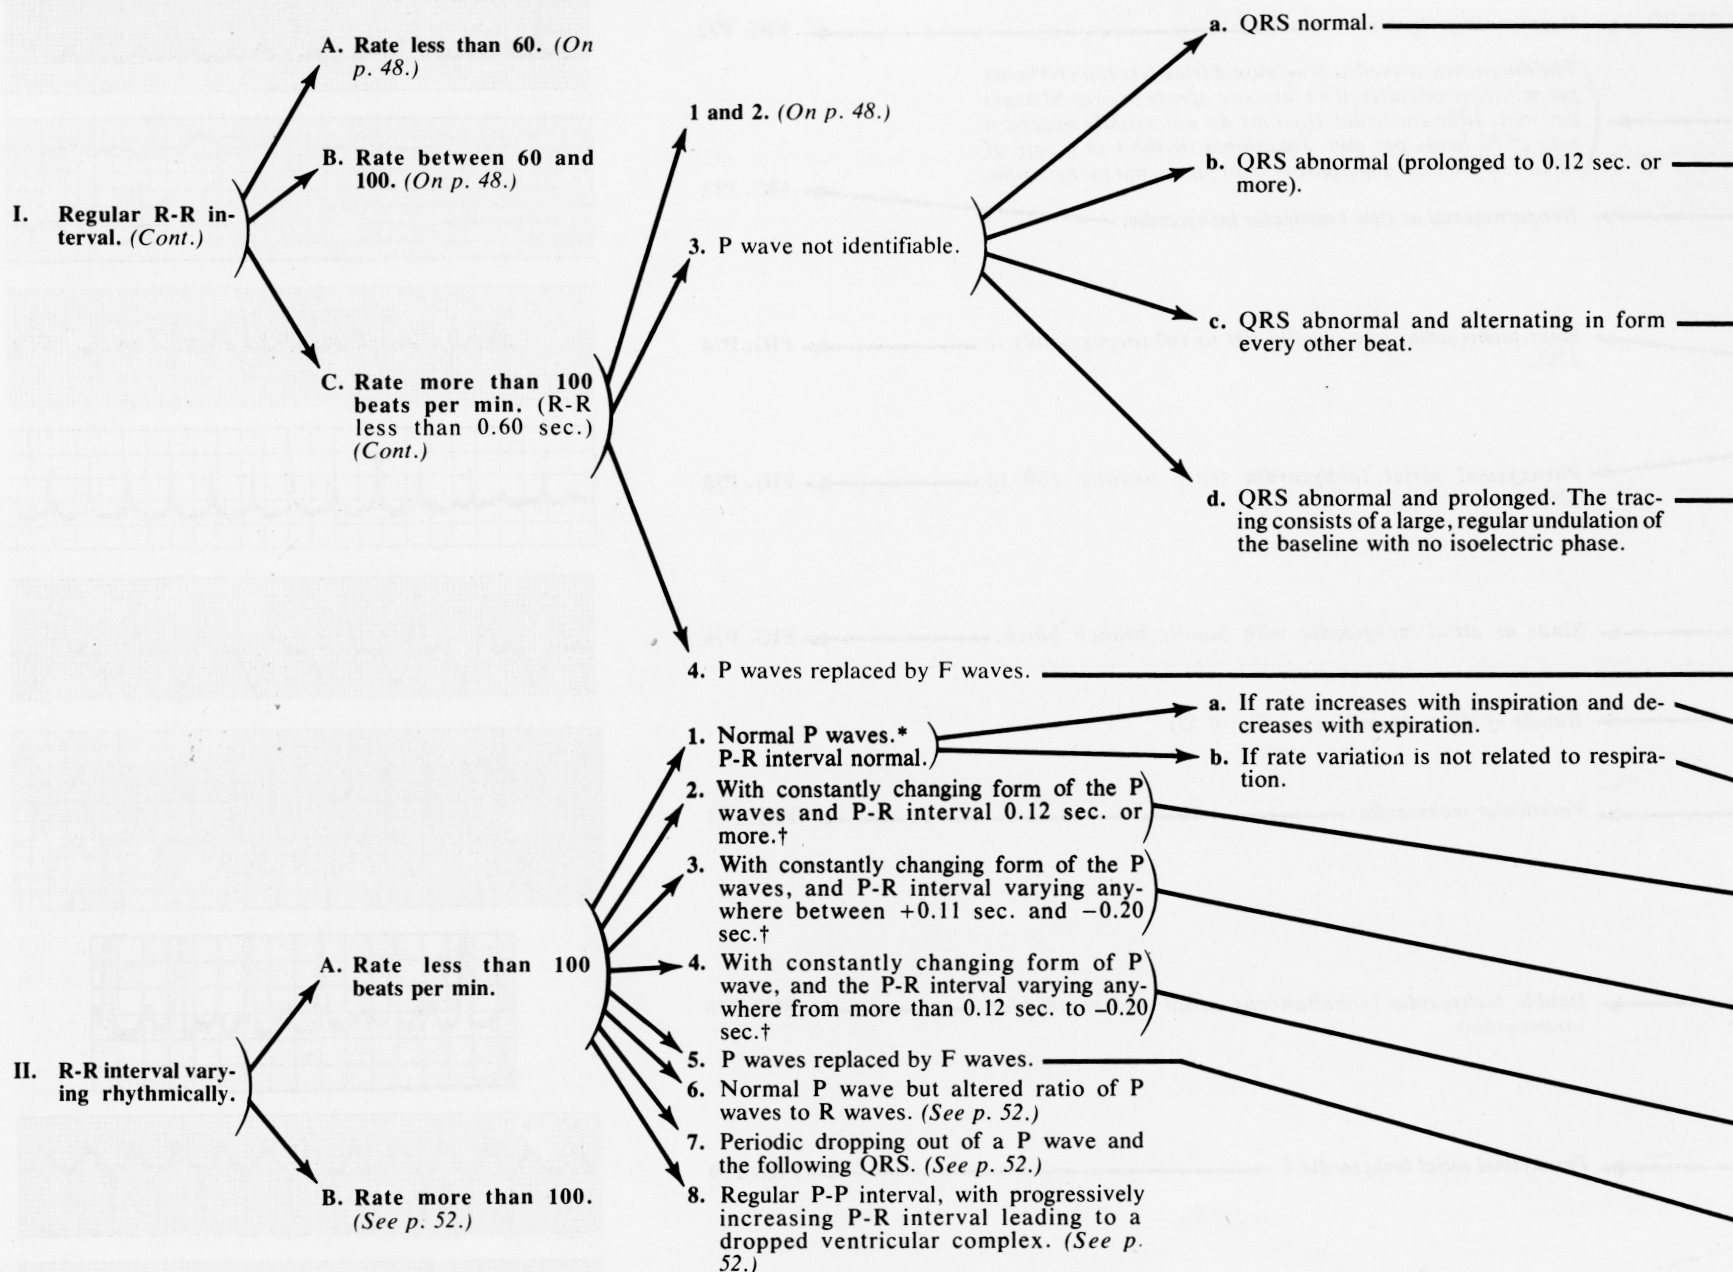 I. Regular R-R in-
terval. (Cont.)
A. Rate less than 60. (On
p. 48.)
B. Rate between 60 and
100. (On p. 48.)
C. Rate more than 100
beats per min. (R-R
less than 0.60 sec.)
(Cont.)
1 and 2. (On p. 48.)
3. P wave not identifiable.
a. QRS normal.
b. QRS abnormal (prolonged to 0.12 sec. or
more).
c. QRS abnormal and alternating in form
every other beat.
d. QRS abnormal and prolonged. The trac-
ing consists of a large, regular undulation of
the baseline with no isoelectric phase.
4. P waves replaced by F waves.
II. R-R interval vary-
ing rhythmically.
A. Rate less than 100
beats per min.
1. Normal P waves.*
P-R interval normal.
a. If rate increases with inspiration and de-
creases with expiration.
b. If rate variation is not related to respira-
tion.
2. With constantly changing form of the P
waves and P-R interval 0.12 sec. or
more.†
3. With constantly changing form of the P
waves, and P-R interval varying any-
where between +0.11 sec. and −0.20
sec.†
4. With constantly changing form of P
wave, and the P-R interval varying any-
where from more than 0.12 sec. to –0.20
sec.†
5. P waves replaced by F waves.
6. Normal P wave but altered ratio of P
waves to R waves. (See p. 52.)
7. Periodic dropping out of a P wave and
the following QRS. (See p. 52.)
8. Regular P-P interval, with progressively
increasing P-R interval leading to a
dropped ventricular complex. (See p.
52.)
B. Rate more than 100.
(See p. 52.)